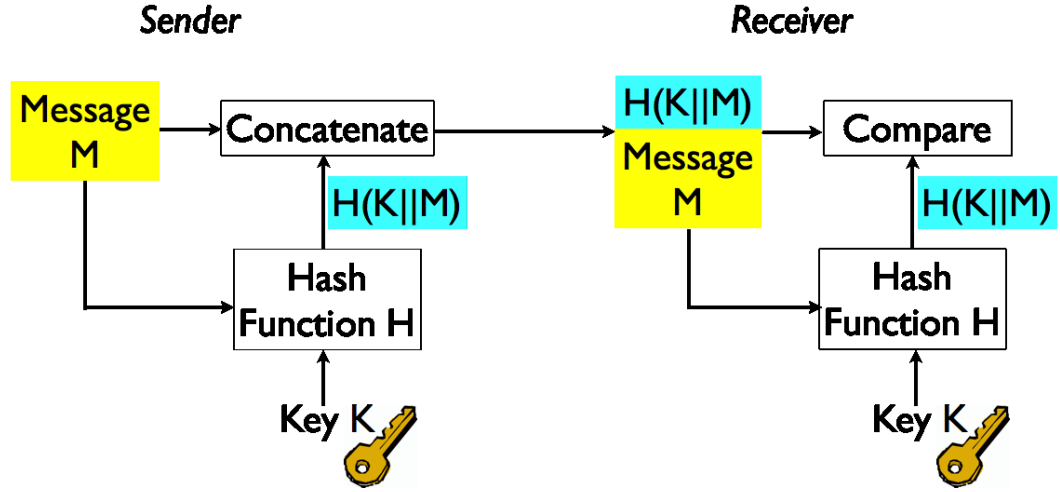 Sender
Receiver
Message
M
Concatenate
H(K||M)
Message
M
Compare
H(K||M)
H(K||M)
Hash
Function H
Hash
Function H
Key K
Key K